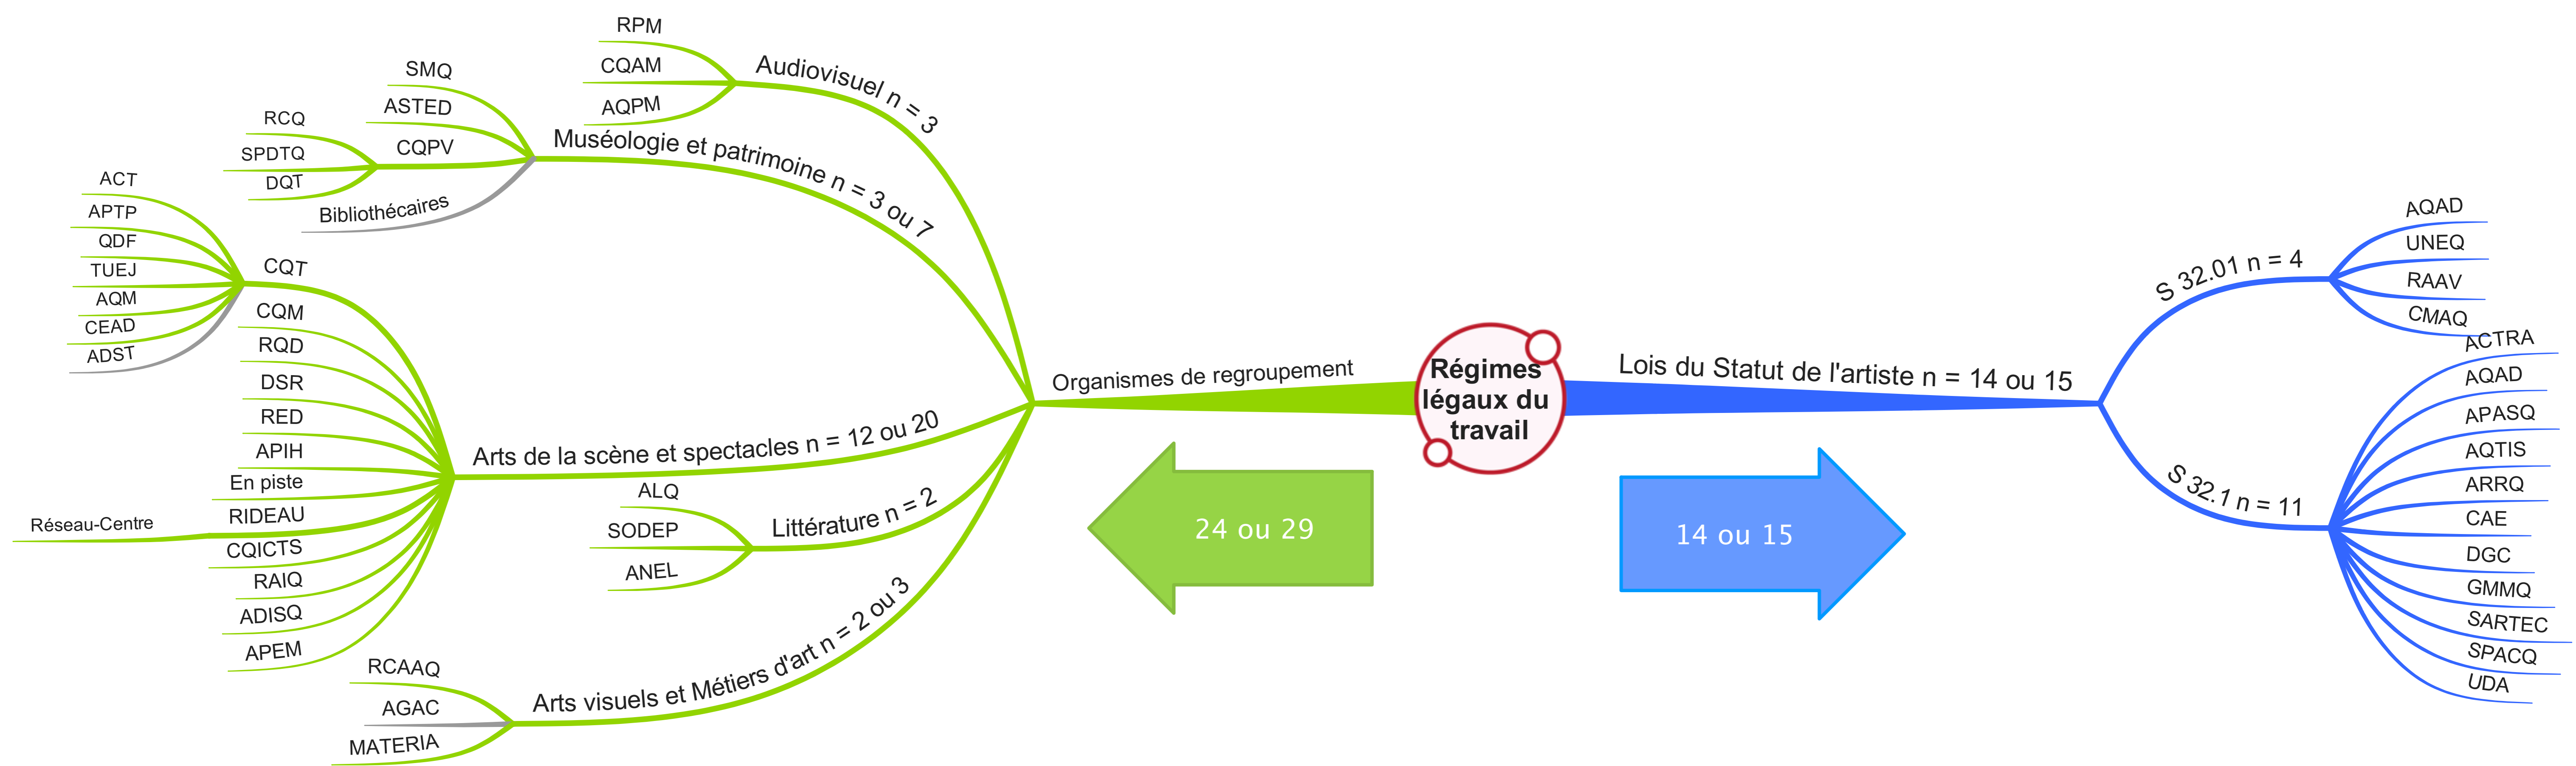 Régimes
légaux du
travail
Organismes de regroupement
Audiovisuel n = 3
RPM
CQAM
AQPM
Muséologie et patrimoine n = 3 ou 7
SMQ
ASTED
CQPV
RCQ
SPDTQ
DQT
Bibliothécaires
Arts de la scène et spectacles n = 12 ou 20
CQT
ACT
APTP
QDF
TUEJ
AQM
CEAD
ADST
CQM
RQD
DSR
RED
APIH
En piste
RIDEAU
Réseau-Centre
CQICTS
RAIQ
ADISQ
APEM
Littérature n = 2
ALQ
SODEP
ANEL
Arts visuels et Métiers d'art n = 2 ou 3
RCAAQ
AGAC
MATERIA
24 ou 29
Lois du Statut de l'artiste n = 14 ou 15
S 32.01 n = 4
AQAD
UNEQ
RAAV
CMAQ
S 32.1 n = 11
ACTRA
AQAD
APASQ
AQTIS
ARRQ
CAE
DGC
GMMQ
SARTEC
SPACQ
UDA
14 ou 15